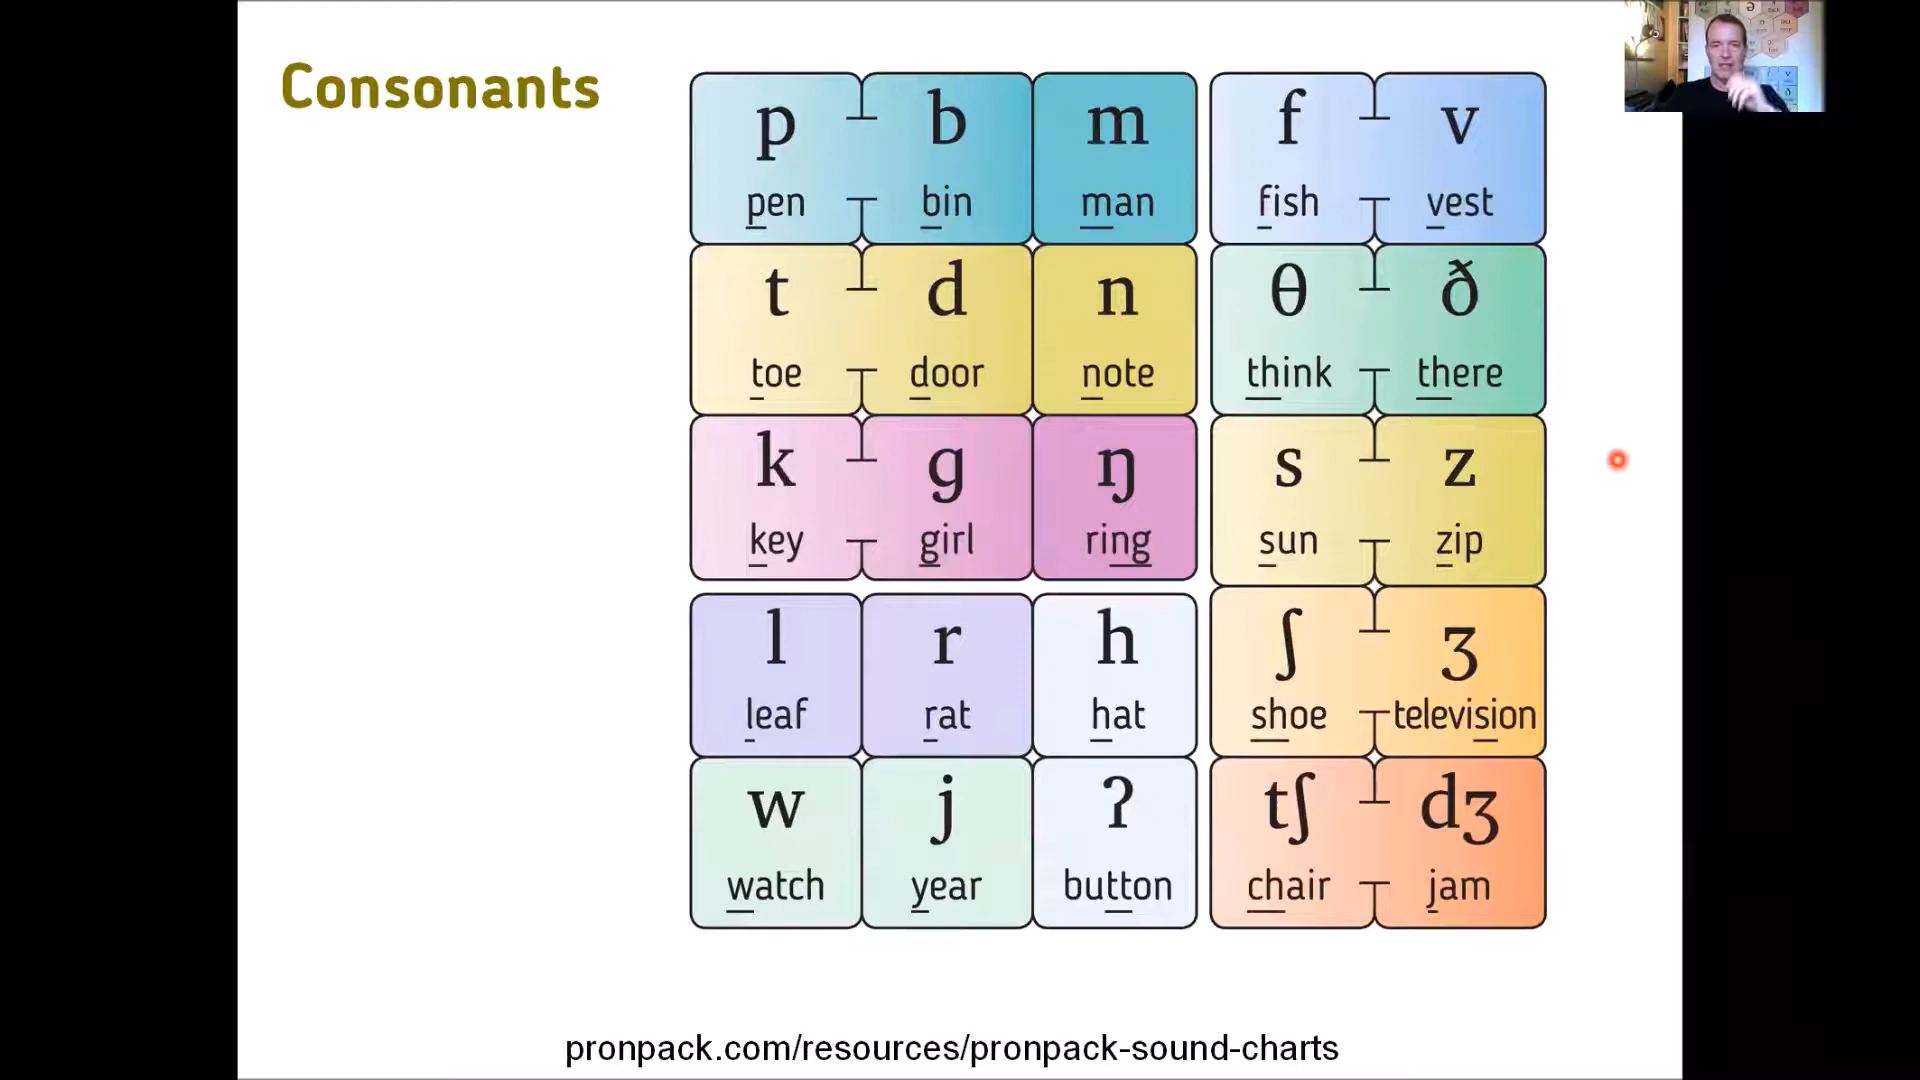 Consonants
p b m f v
pen bin man fish vest
t d n θ ð
toe door note think there
k g ŋ s z
key girl ring sun zip
l r h ʃ ʒ
leaf rat hat shoe television
w j ʔ tʃ dʒ
watch year button chair jam
pronpack.com/resources/pronpack-sound-charts